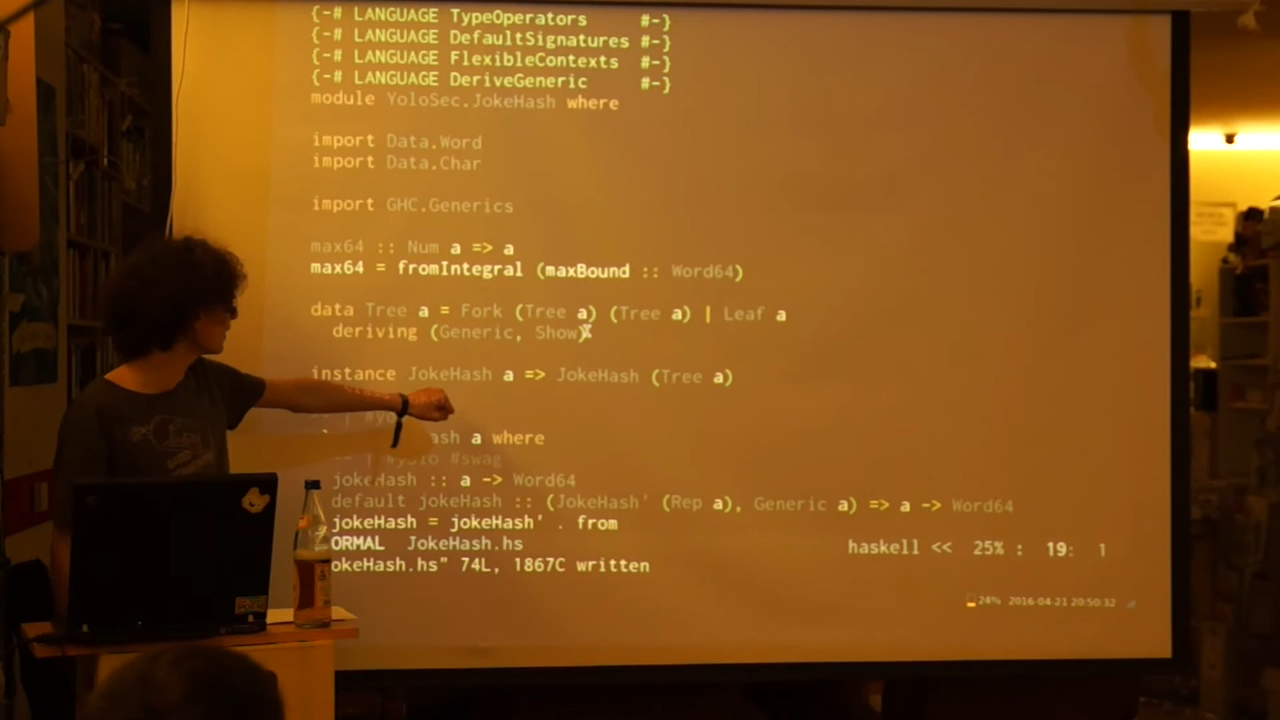 {-# LANGUAGE TypeOperators #-}
{-# LANGUAGE DefaultSignatures #-}
{-# LANGUAGE FlexibleContexts #-}
{-# LANGUAGE DeriveGeneric #-}
module YoloSec.JokeHash where
import Data.Word
import Data.Char
import GHC.Generics
max64 :: Num a => a
max64 = fromIntegral (maxBound :: Word64)
data Tree a = Fork (Tree a) (Tree a) | Leaf a
deriving (Generic, Show)
instance JokeHash a => JokeHash (Tree a)
-- | #yo
ash a where
-- | #yolo #swag
jokeHash :: a -> Word64
default jokeHash :: (JokeHash' (Rep a), Generic a) => a -> Word64
jokeHash = jokeHash' . from
ORMAL JokeHash.hs haskell << 25% : 19: 1
okeHash.hs" 74L, 1867C written
24% 2016-04-21 20:50:32